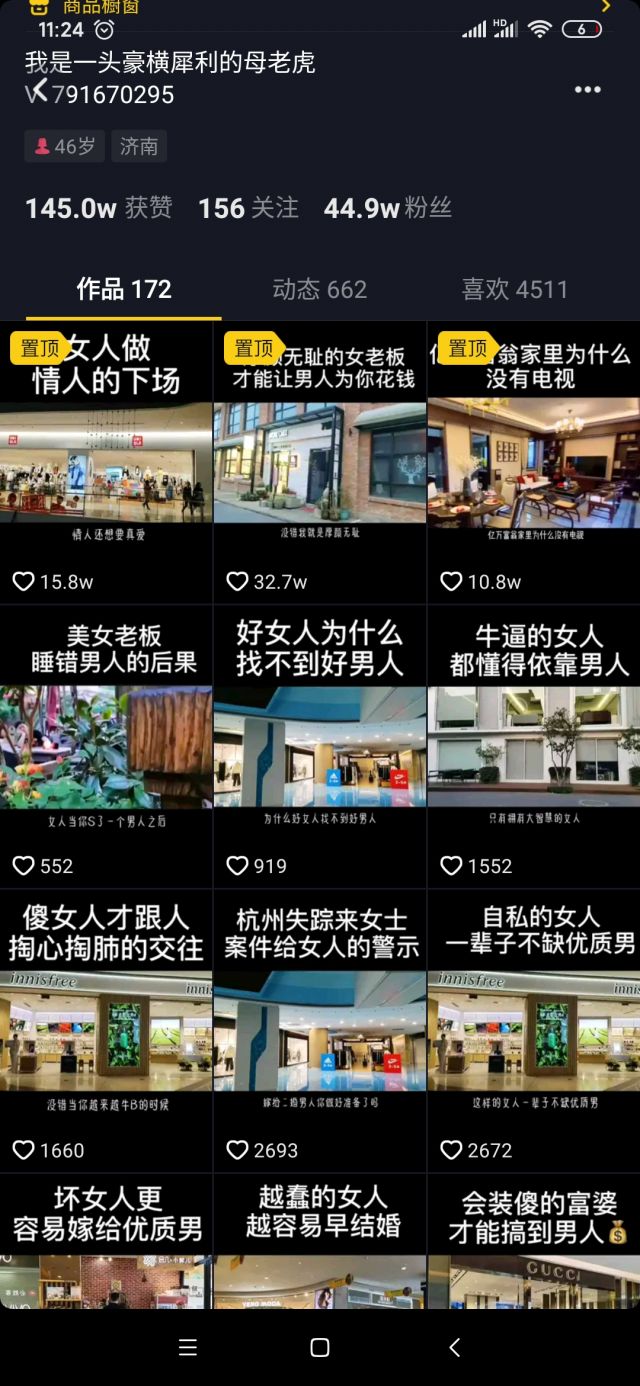 商品橱窗
11:24
HD
6
我是一头豪横犀利的母老虎
V 791670295
46岁
济南
145.0w 获赞 156 关注 44.9w 粉丝
作品 172 动态 662 喜欢 4511
置顶
女人做
情人的下场
情人还想要真爱
15.8w
置顶
无耻的女老板
才能让男人为你花钱
没错我就是厚颜无耻
32.7w
置顶
翁家里为什么
没有电视
亿万富翁家里为什么没有电视
10.8w
美女老板
睡错男人的后果
女人当你S了一个男人之后
552
好女人为什么
找不到好男人
为什么好女人找不到好男人
919
牛逼的女人
都懂得依靠男人
只有拥有大智慧的女人
1552
傻女人才跟人
掏心掏肺的交往
innisfree
innis
没错当你越来越牛B的时候
1660
杭州失踪来女士
案件给女人的警示
嫁给二婚男人你做好准备了吗
2693
自私的女人
一辈子不缺优质男
innisfree
innis
这样的女人一辈子不缺优质男
2672
坏女人更
容易嫁给优质男
越蠢的女人
越容易早结婚
VERO MODA
会装傻的富婆
才能搞到男人💰
GUCCI